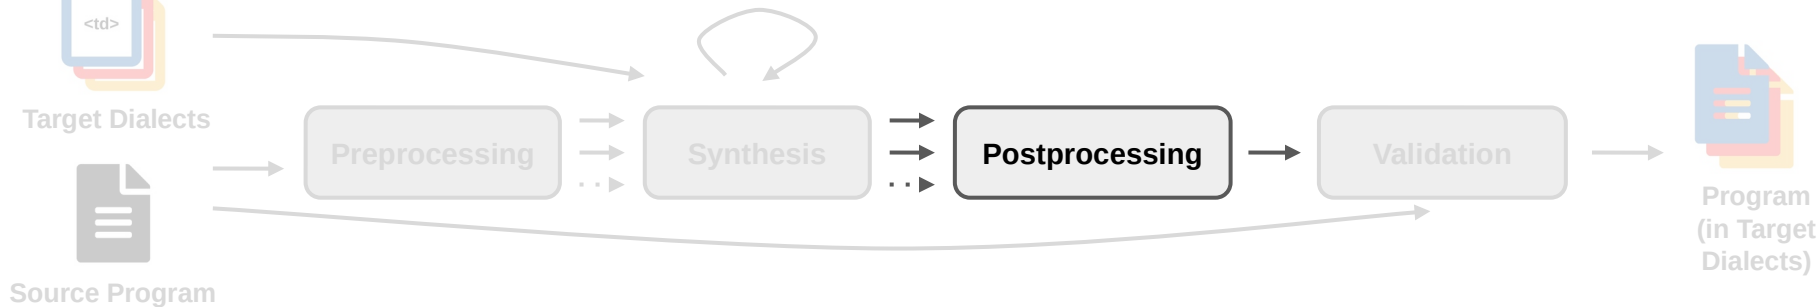 <td>
Target Dialects
Preprocessing
Synthesis
Postprocessing
Validation
Source Program
Program
(in Target
Dialects)